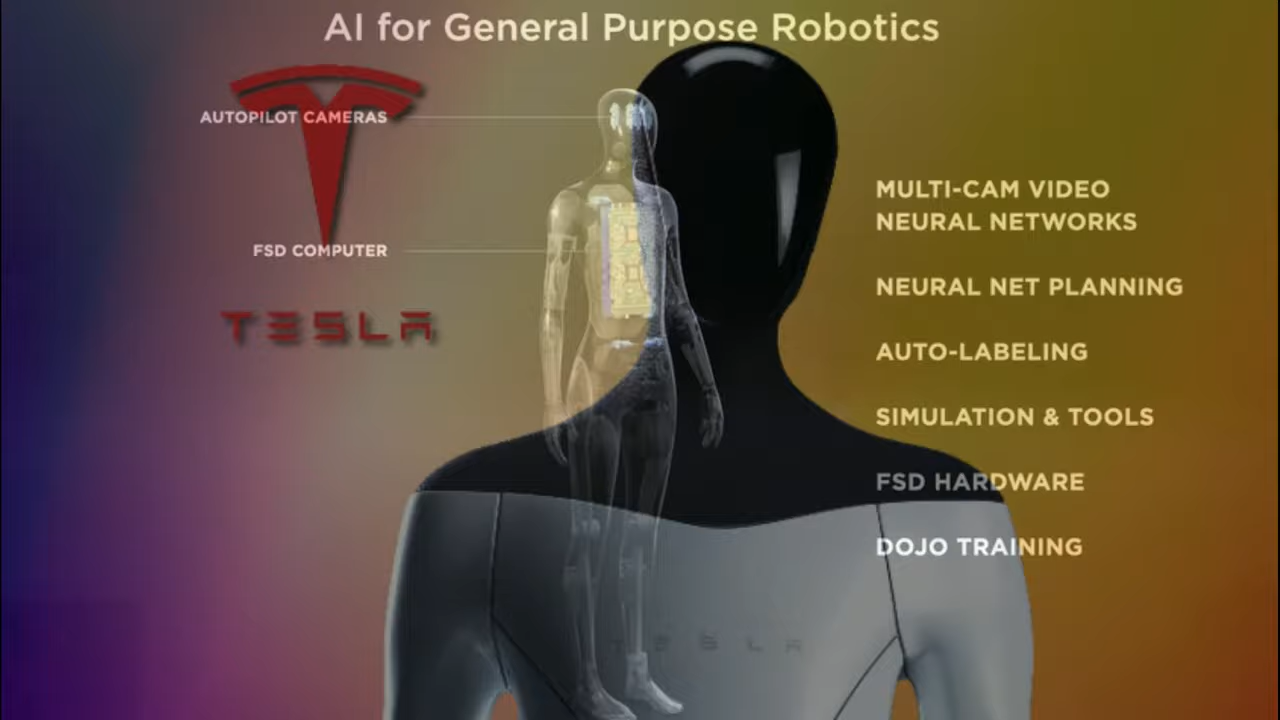 AI for General Purpose Robotics
AUTOPILOT CAMERAS
FSD COMPUTER
TESLA
MULTI-CAM VIDEO
NEURAL NETWORKS
NEURAL NET PLANNING
AUTO-LABELING
SIMULATION & TOOLS
FSD HARDWARE
DOJO TRAINING
TESLA